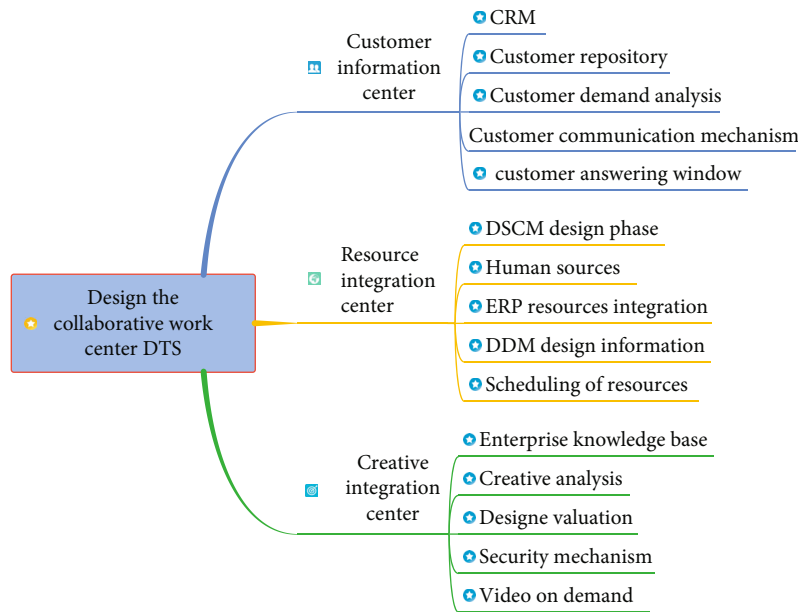 Design the
collaborative work
center DTS
Customer
information
center
CRM
Customer repository
Customer demand analysis
Customer communication mechanism
customer answering window
Resource
integration
center
DSCM design phase
Human sources
ERP resources integration
DDM design information
Scheduling of resources
Creative
integration
center
Enterprise knowledge base
Creative analysis
Designe valuation
Security mechanism
Video on demand